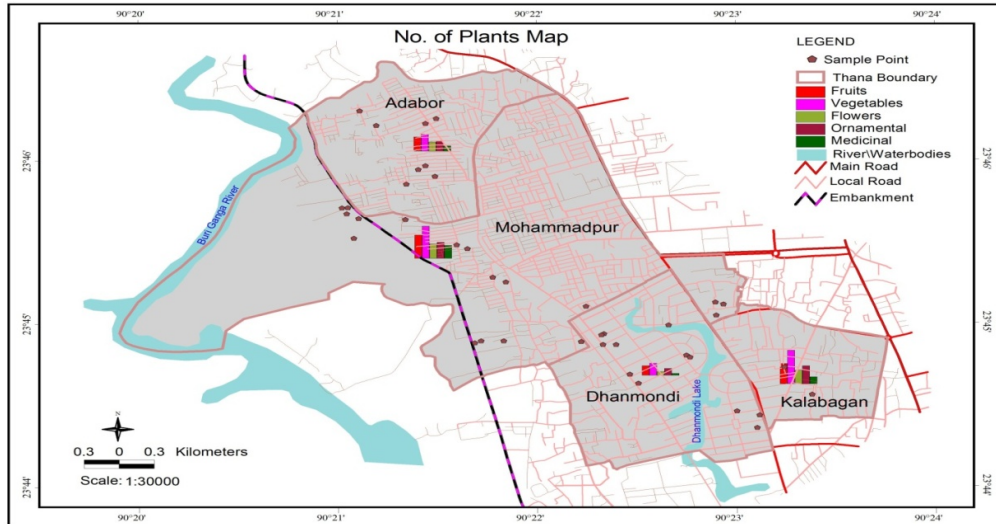 90°20' 90°21' 90°22' 90°23' 90°24'
No. of Plants Map
LEGEND
Sample Point
Thana Boundary
Fruits
Vegetables
Flowers
Ornamental
Medicinal
River\Waterbodies
Main Road
Local Road
Embankment
Adabor
23°46' 23°46'
Buri Ganga River
Mohammadpur
23°45' 23°45'
Dhanmondi
Dhanmondi Lake
Kalabagan
N
0.3 0 0.3 Kilometers
Scale: 1:30000
23°44' 23°44'
90°20' 90°21' 90°22' 90°23' 90°24'